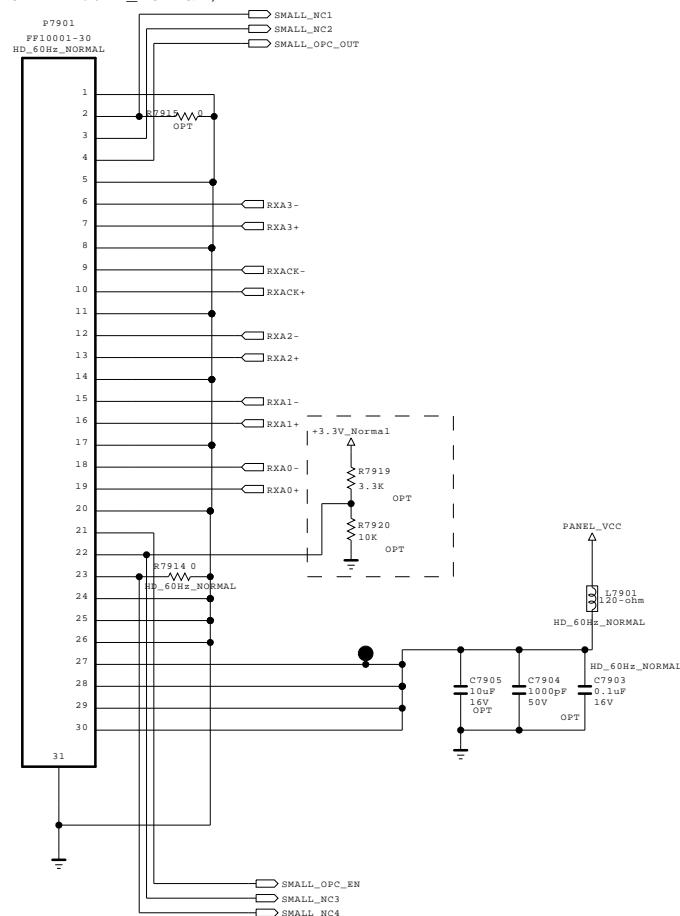 SMALL_NC1
P7901
SMALL_NC2
FF10001-30
SMALL_OPC_OUT
HD_60Hz_NORMAL
1
2
R7915 0
OPT
3
4
5
6
RXA3-
7
RXA3+
8
9
RXACK-
10
RXACK+
11
12
RXA2-
13
RXA2+
14
15
RXA1-
16
RXA1+
+3.3V_Normal
17
18
RXA0-
R7919
3.3K
19
RXA0+
OPT
20
21
R7920
10K
PANEL_VCC
22
OPT
23
R7914 0
HD_60Hz_NORMAL
24
L7901
120-ohm
25
HD_60Hz_NORMAL
26
27
HD_60Hz_NORMAL
28
C7905
10uF
16V
OPT
C7904
1000pF
50V
C7903
0.1uF
16V
OPT
29
30
31
SMALL_OPC_EN
SMALL_NC3
SMALL_NC4